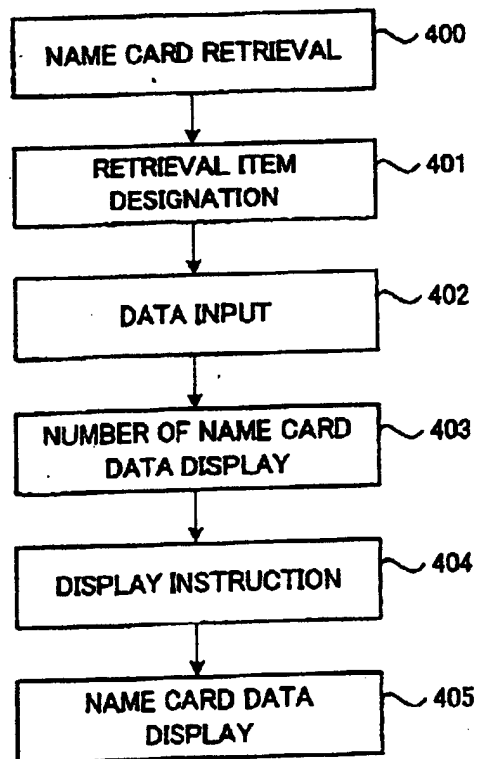 NAME CARD RETRIEVAL
400
RETRIEVAL ITEM
DESIGNATION
401
DATA INPUT
402
NUMBER OF NAME CARD
DATA DISPLAY
403
DISPLAY INSTRUCTION
404
NAME CARD DATA
DISPLAY
405